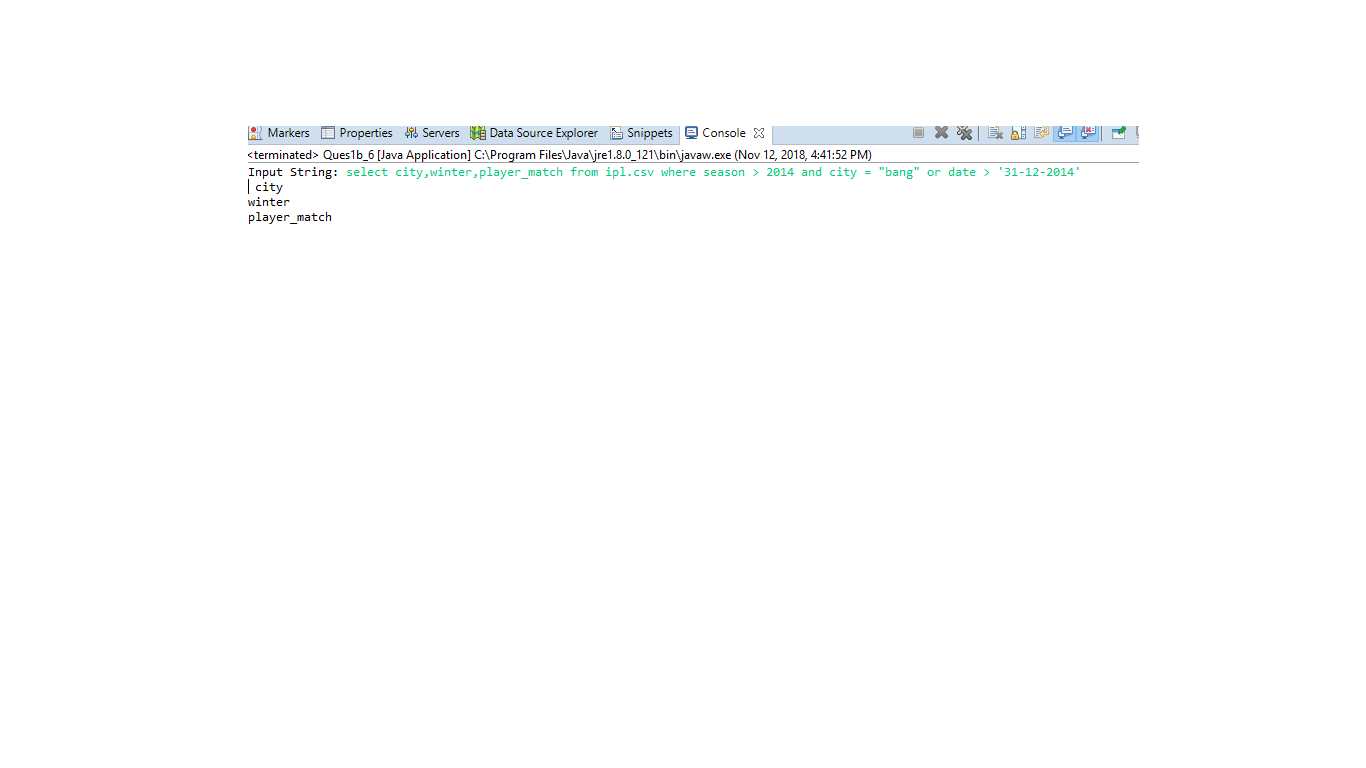 Markers Properties Servers Data Source Explorer Snippets Console
<terminated> Ques1b_6 [Java Application] C:\Program Files\Java\jre1.8.0_121\bin\javaw.exe (Nov 12, 2018, 4:41:52 PM)
Input String: select city,winter,player_match from ipl.csv where season > 2014 and city = "bang" or date > '31-12-2014'
city
winter
player_match